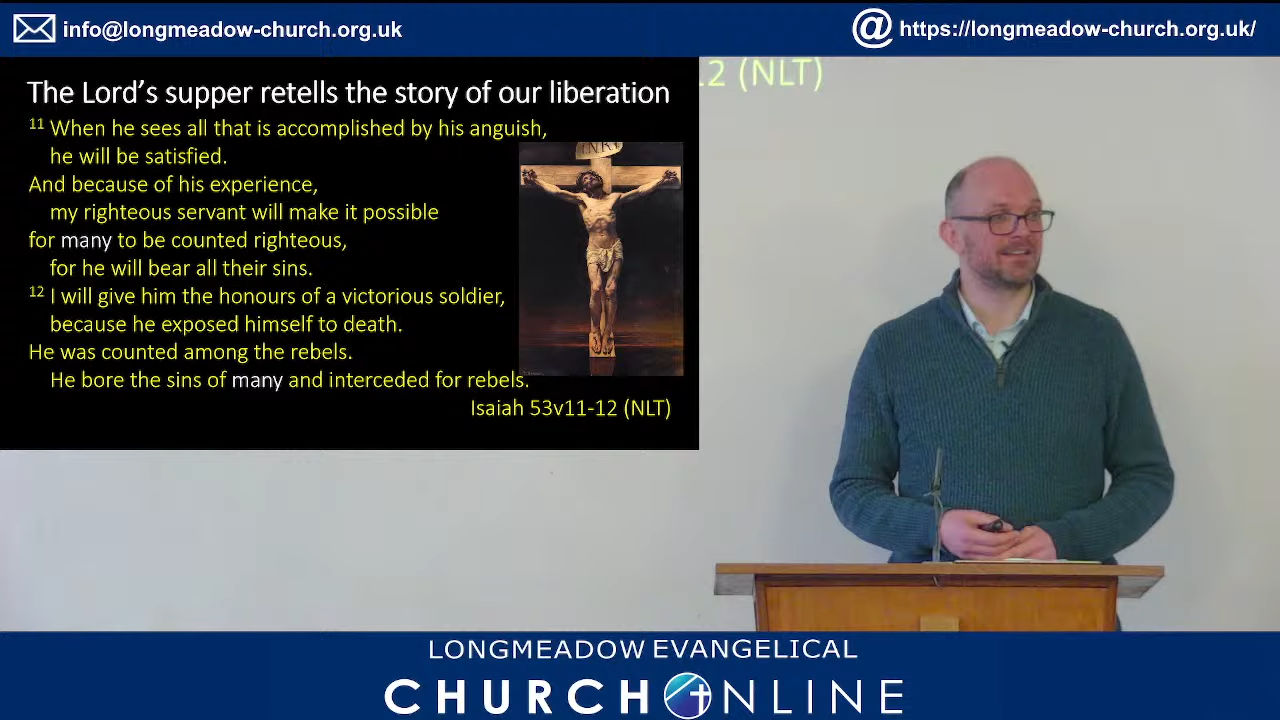 info@longmeadow-church.org.uk
https://longmeadow-church.org.uk/
The Lord's supper retells the story of our liberation
11 When he sees all that is accomplished by his anguish,
he will be satisfied.
And because of his experience,
my righteous servant will make it possible
for many to be counted righteous,
for he will bear all their sins.
12 I will give him the honours of a victorious soldier,
because he exposed himself to death.
He was counted among the rebels.
He bore the sins of many and interceded for rebels.
Isaiah 53v11-12 (NLT)
INRI
.2 (NLT)
LONGMEADOW EVANGELICAL
CHURCH ONLINE